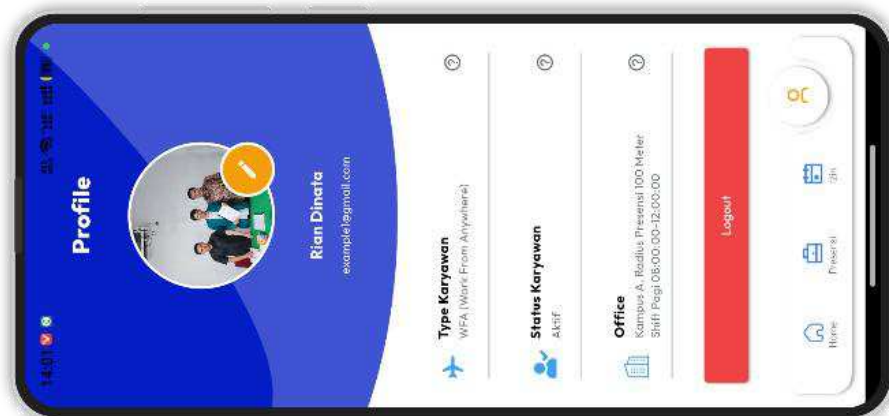 14:01
Profile
Rian Dinata
example1@gmail.com
Type Karyawan
WFA (Work From Anywhere)
Status Karyawan
Aktif
Office
Kampus A. Radius Presensi 100 Meter
Shift Pagi 08:00:00-12:00:00
Logout
Home
Presensi
Izin